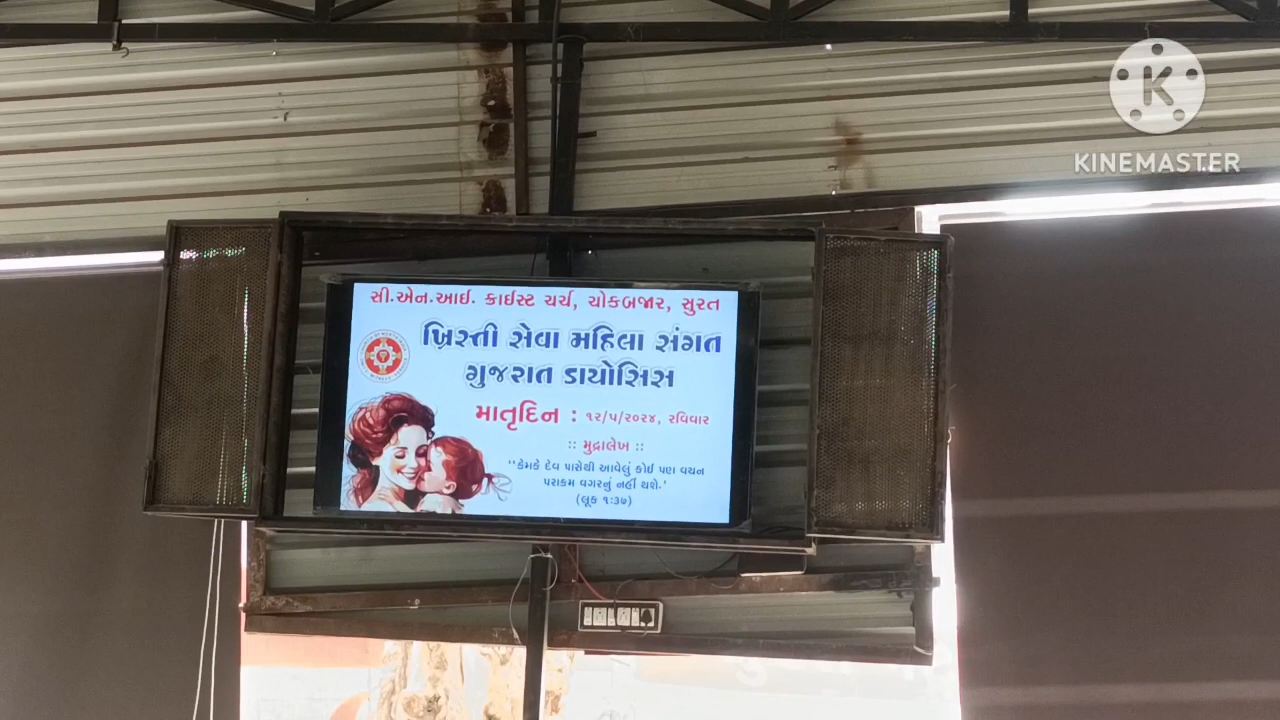 KINEMASTER
સી.એન.આઈ. ક્રાઈસ્ટ ચર્ચ, ચોકબજાર, સુરત
ખ્રિસ્તી સેવા મહિલા સંગત
ગુજરાત ડાયોસિસ
માતૃદિન : ૧૨/૫/૨૦૨૪, રવિવાર
:: મુદ્રાલેખ ::
"કેમકે દેવ પાસેથી આવેલું કોઈ પણ વચન
પરાક્રમ વગરનું નહીં થશે.'
(લૂક ૧:૩૭)